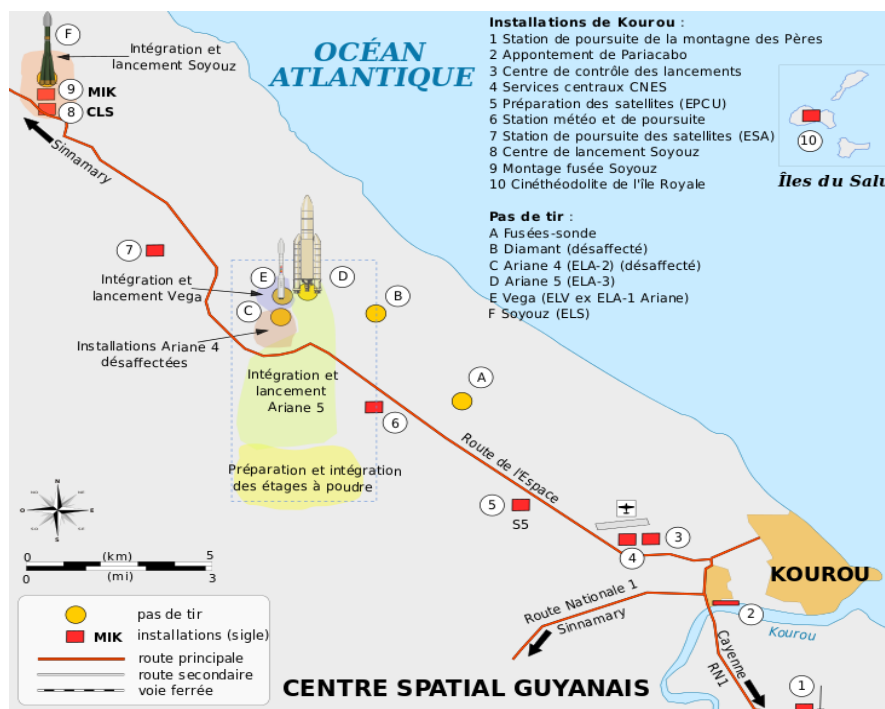 Installations de Kourou :
1 Station de poursuite de la montagne des Pères
2 Appontement de Pariacabo
3 Centre de contrôle des lancements
4 Services centraux CNES
5 Préparation des satellites (EPCU)
6 Station météo et de poursuite
7 Station de poursuite des satellites (ESA)
8 Centre de lancement Soyouz
9 Montage fusée Soyouz
10 Cinéthéodolite de l'île Royale
Pas de tir :
A Fusées-sonde
B Diamant (désaffecté)
C Ariane 4 (ELA-2) (désaffecté)
D Ariane 5 (ELA-3)
E Vega (ELV ex ELA-1 Ariane)
F Soyouz (ELS)
OCÉAN
ATLANTIQUE
10
Îles du Salu
F
Intégration et
lancement Soyouz
9 MIK
8 CLS
Sinnamary
7
Intégration et
lancement Vega
E
D
C
B
Installations Ariane 4
désaffectées
Intégration et
lancement
Ariane 5
A
6
Préparation et intégration
des étages à poudre
Route de l'Espace
5
S5
4
3
KOUROU
2
Kourou
Route Nationale 1
Sinnamary
Cayenne
RN1
1
N
O
E
S
0 (km) 5
0 (mi) 3
pas de tir
MIK installations (sigle)
route principale
route secondaire
voie ferrée
CENTRE SPATIAL GUYANAIS